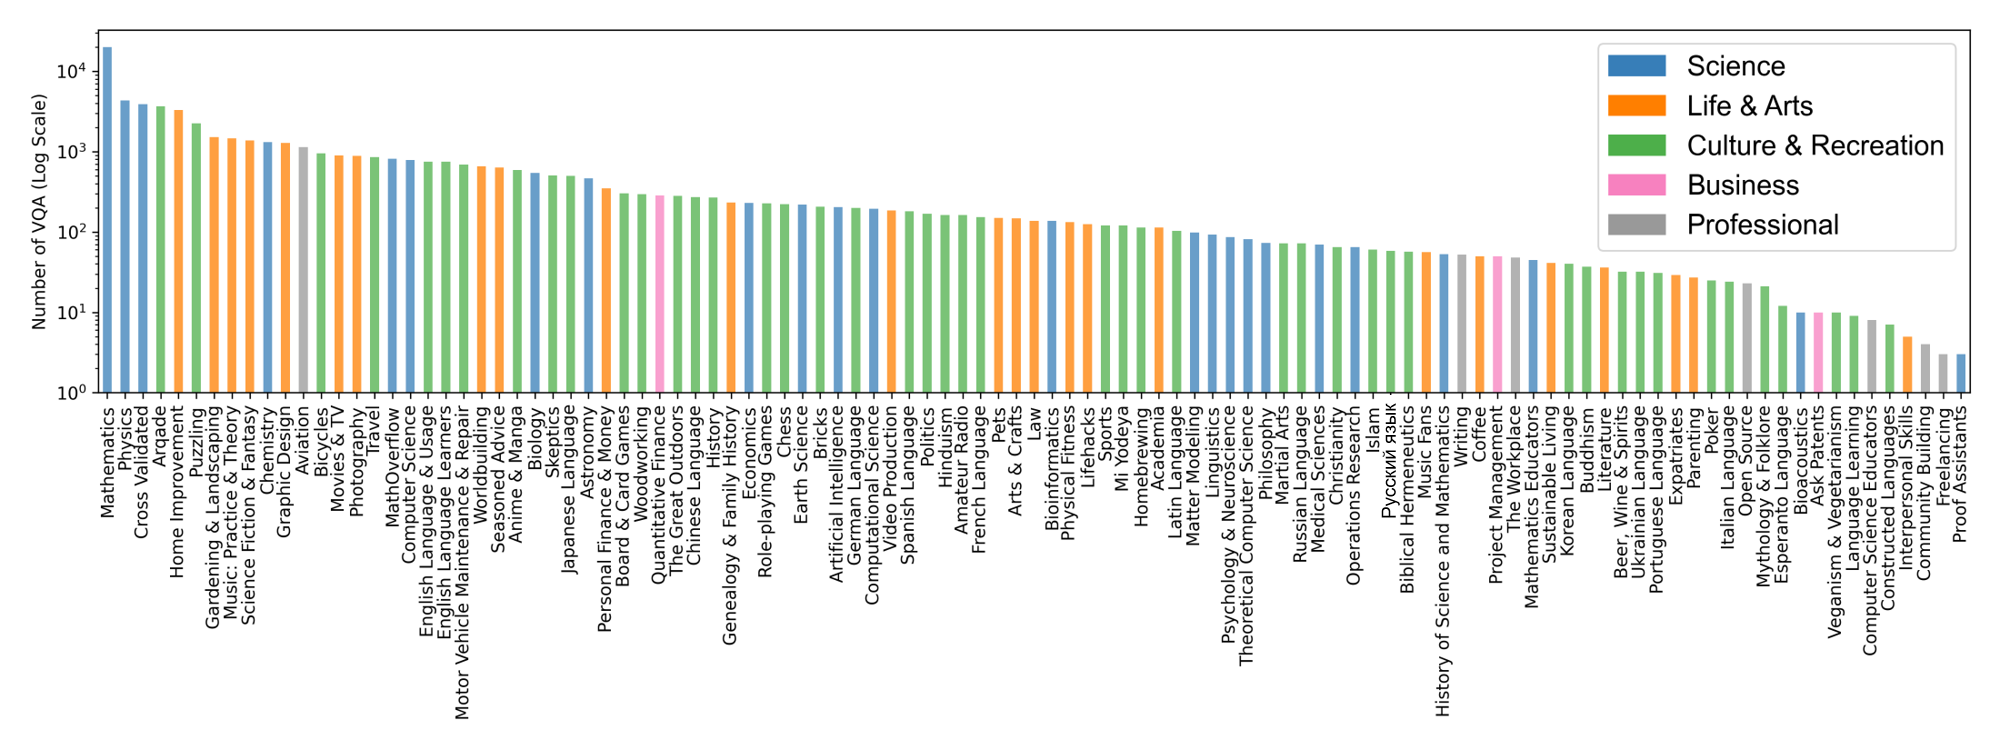 Number of VQA (Log Scale)
10⁴
10³
10²
10¹
10⁰
Science
Life & Arts
Culture & Recreation
Business
Professional
Mathematics
Physics
Cross Validated
Arqade
Home Improvement
Puzzling
Gardening & Landscaping
Music: Practice & Theory
Science Fiction & Fantasy
Chemistry
Graphic Design
Aviation
Bicycles
Movies & TV
Photography
Travel
MathOverflow
Computer Science
English Language & Usage
English Language Learners
Motor Vehicle Maintenance & Repair
Worldbuilding
Seasoned Advice
Anime & Manga
Biology
Skeptics
Japanese Language
Astronomy
Personal Finance & Money
Board & Card Games
Woodworking
Quantitative Finance
The Great Outdoors
Chinese Language
History
Genealogy & Family History
Economics
Role-playing Games
Chess
Earth Science
Bricks
Artificial Intelligence
German Language
Computational Science
Video Production
Spanish Language
Politics
Hinduism
Amateur Radio
French Language
Pets
Arts & Crafts
Law
Bioinformatics
Physical Fitness
Lifehacks
Sports
Mi Yodeya
Homebrewing
Academia
Latin Language
Matter Modeling
Linguistics
Psychology & Neuroscience
Theoretical Computer Science
Philosophy
Martial Arts
Russian Language
Medical Sciences
Christianity
Operations Research
Islam
Русский язык
Biblical Hermeneutics
Music Fans
History of Science and Mathematics
Writing
Coffee
Project Management
The Workplace
Mathematics Educators
Sustainable Living
Korean Language
Buddhism
Literature
Beer, Wine & Spirits
Ukrainian Language
Portuguese Language
Expatriates
Parenting
Poker
Italian Language
Open Source
Mythology & Folklore
Esperanto Language
Bioacoustics
Ask Patents
Veganism & Vegetarianism
Language Learning
Computer Science Educators
Constructed Languages
Interpersonal Skills
Community Building
Freelancing
Proof Assistants